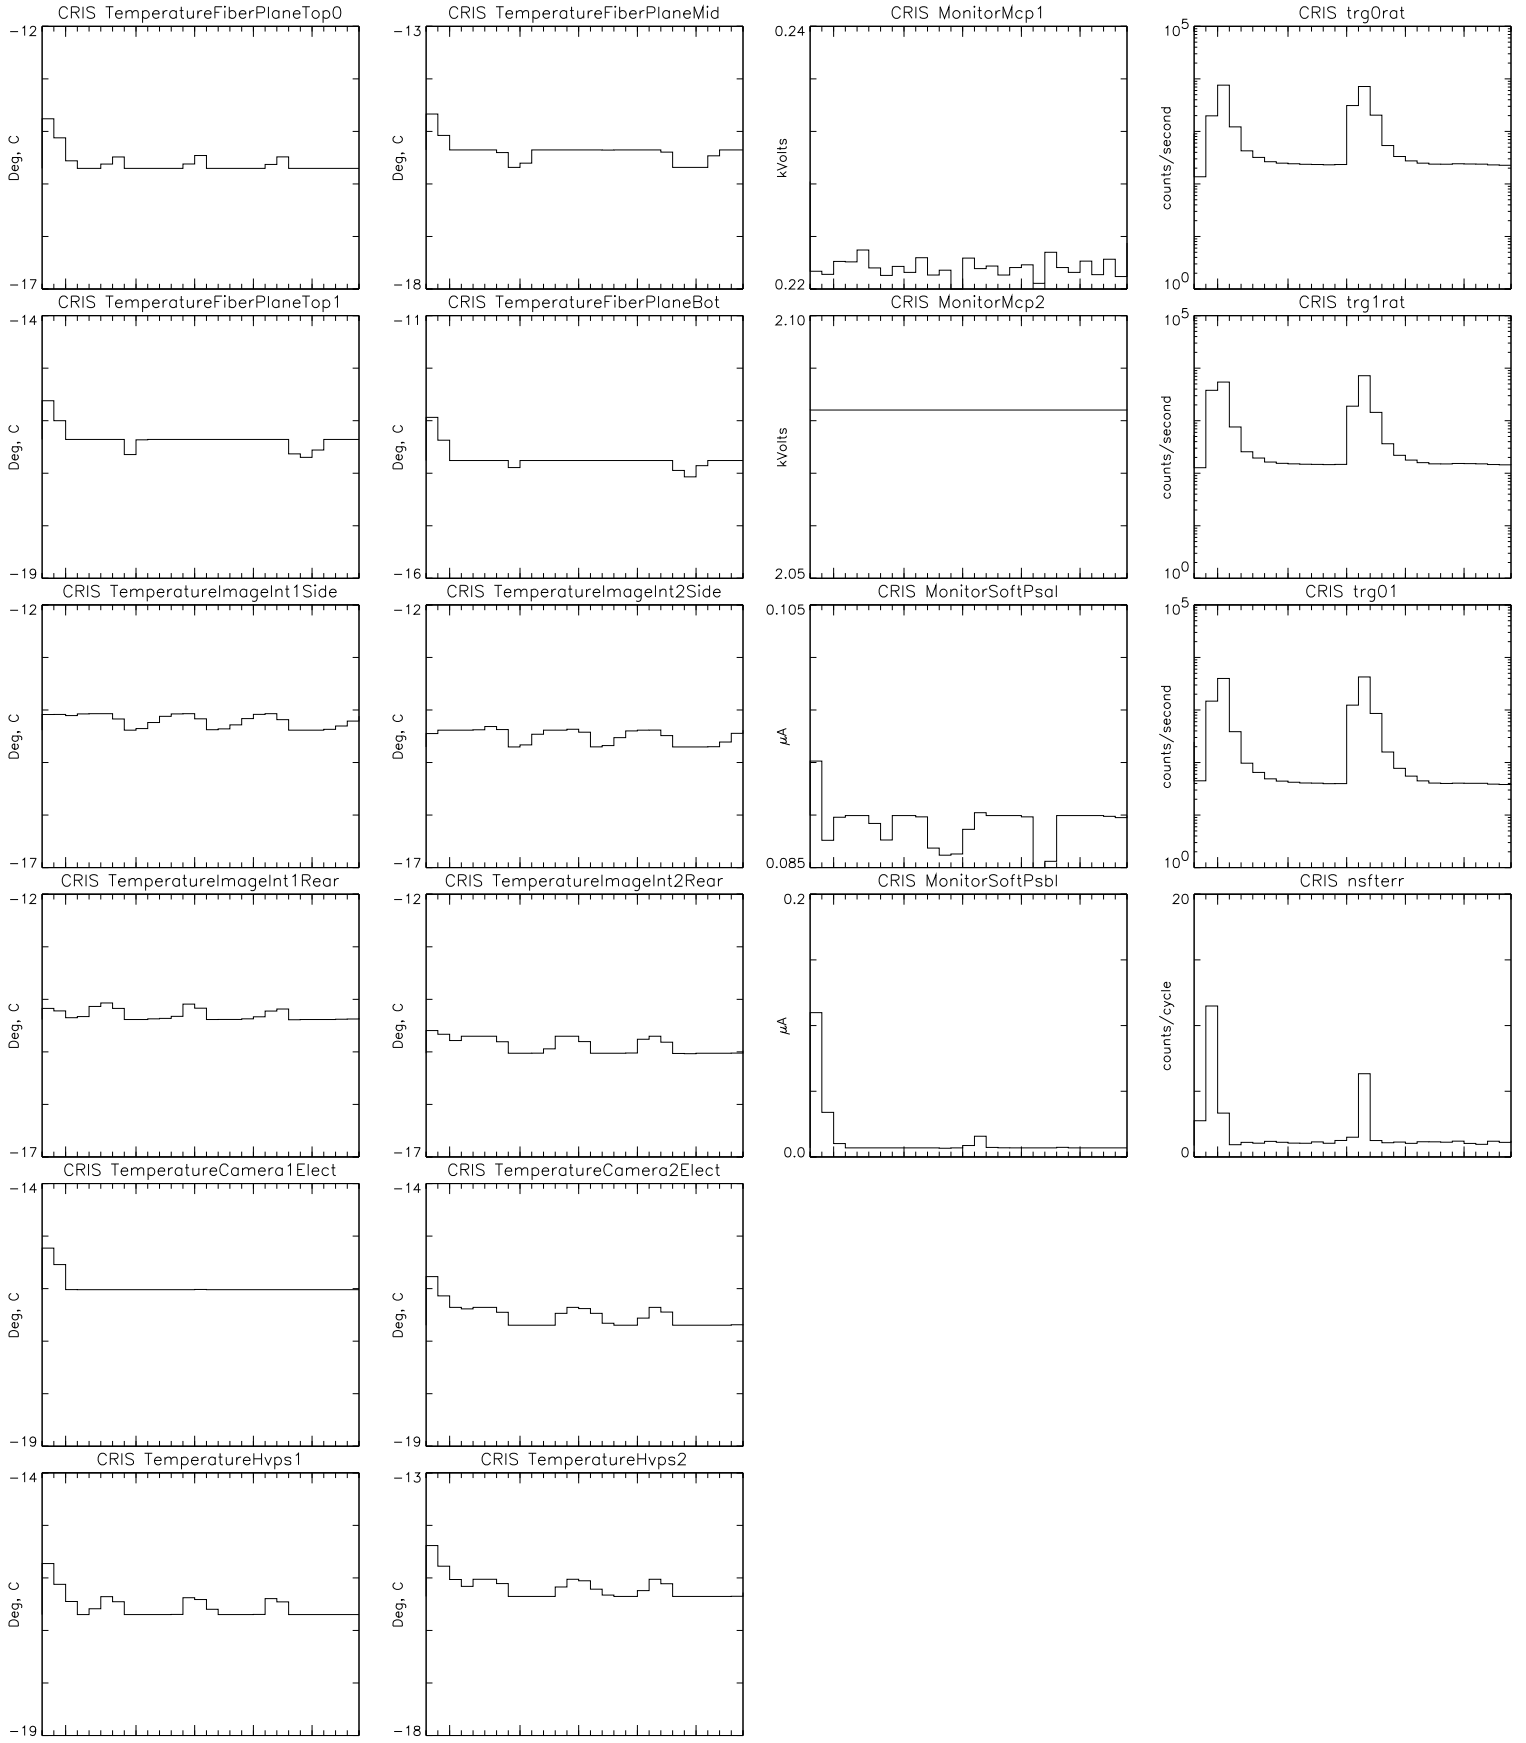 CRIS TemperatureFiberPlaneTop0
-12
Deg, C
-17
CRIS TemperatureFiberPlaneMid
-13
Deg, C
-18
CRIS MonitorMcp1
0.24
kVolts
0.22
CRIS trg0rat
10^5
counts/second
10^0
CRIS TemperatureFiberPlaneTop1
-14
Deg, C
-19
CRIS TemperatureFiberPlaneBot
-11
Deg, C
-16
CRIS MonitorMcp2
2.10
kVolts
2.05
CRIS trg1rat
10^5
counts/second
10^0
CRIS TemperatureImageInt1Side
-12
Deg, C
-17
CRIS TemperatureImageInt2Side
-12
Deg, C
-17
CRIS MonitorSoftPsaI
0.105
μA
0.085
CRIS trg01
10^5
counts/second
10^0
CRIS TemperatureImageInt1Rear
-12
Deg, C
-17
CRIS TemperatureImageInt2Rear
-12
Deg, C
-17
CRIS MonitorSoftPsbI
0.2
μA
0.0
CRIS nsfterr
20
counts/cycle
0
CRIS TemperatureCamera1Elect
-14
Deg, C
-19
CRIS TemperatureCamera2Elect
-14
Deg, C
-19
CRIS TemperatureHvps1
-14
Deg, C
-19
CRIS TemperatureHvps2
-13
Deg, C
-18